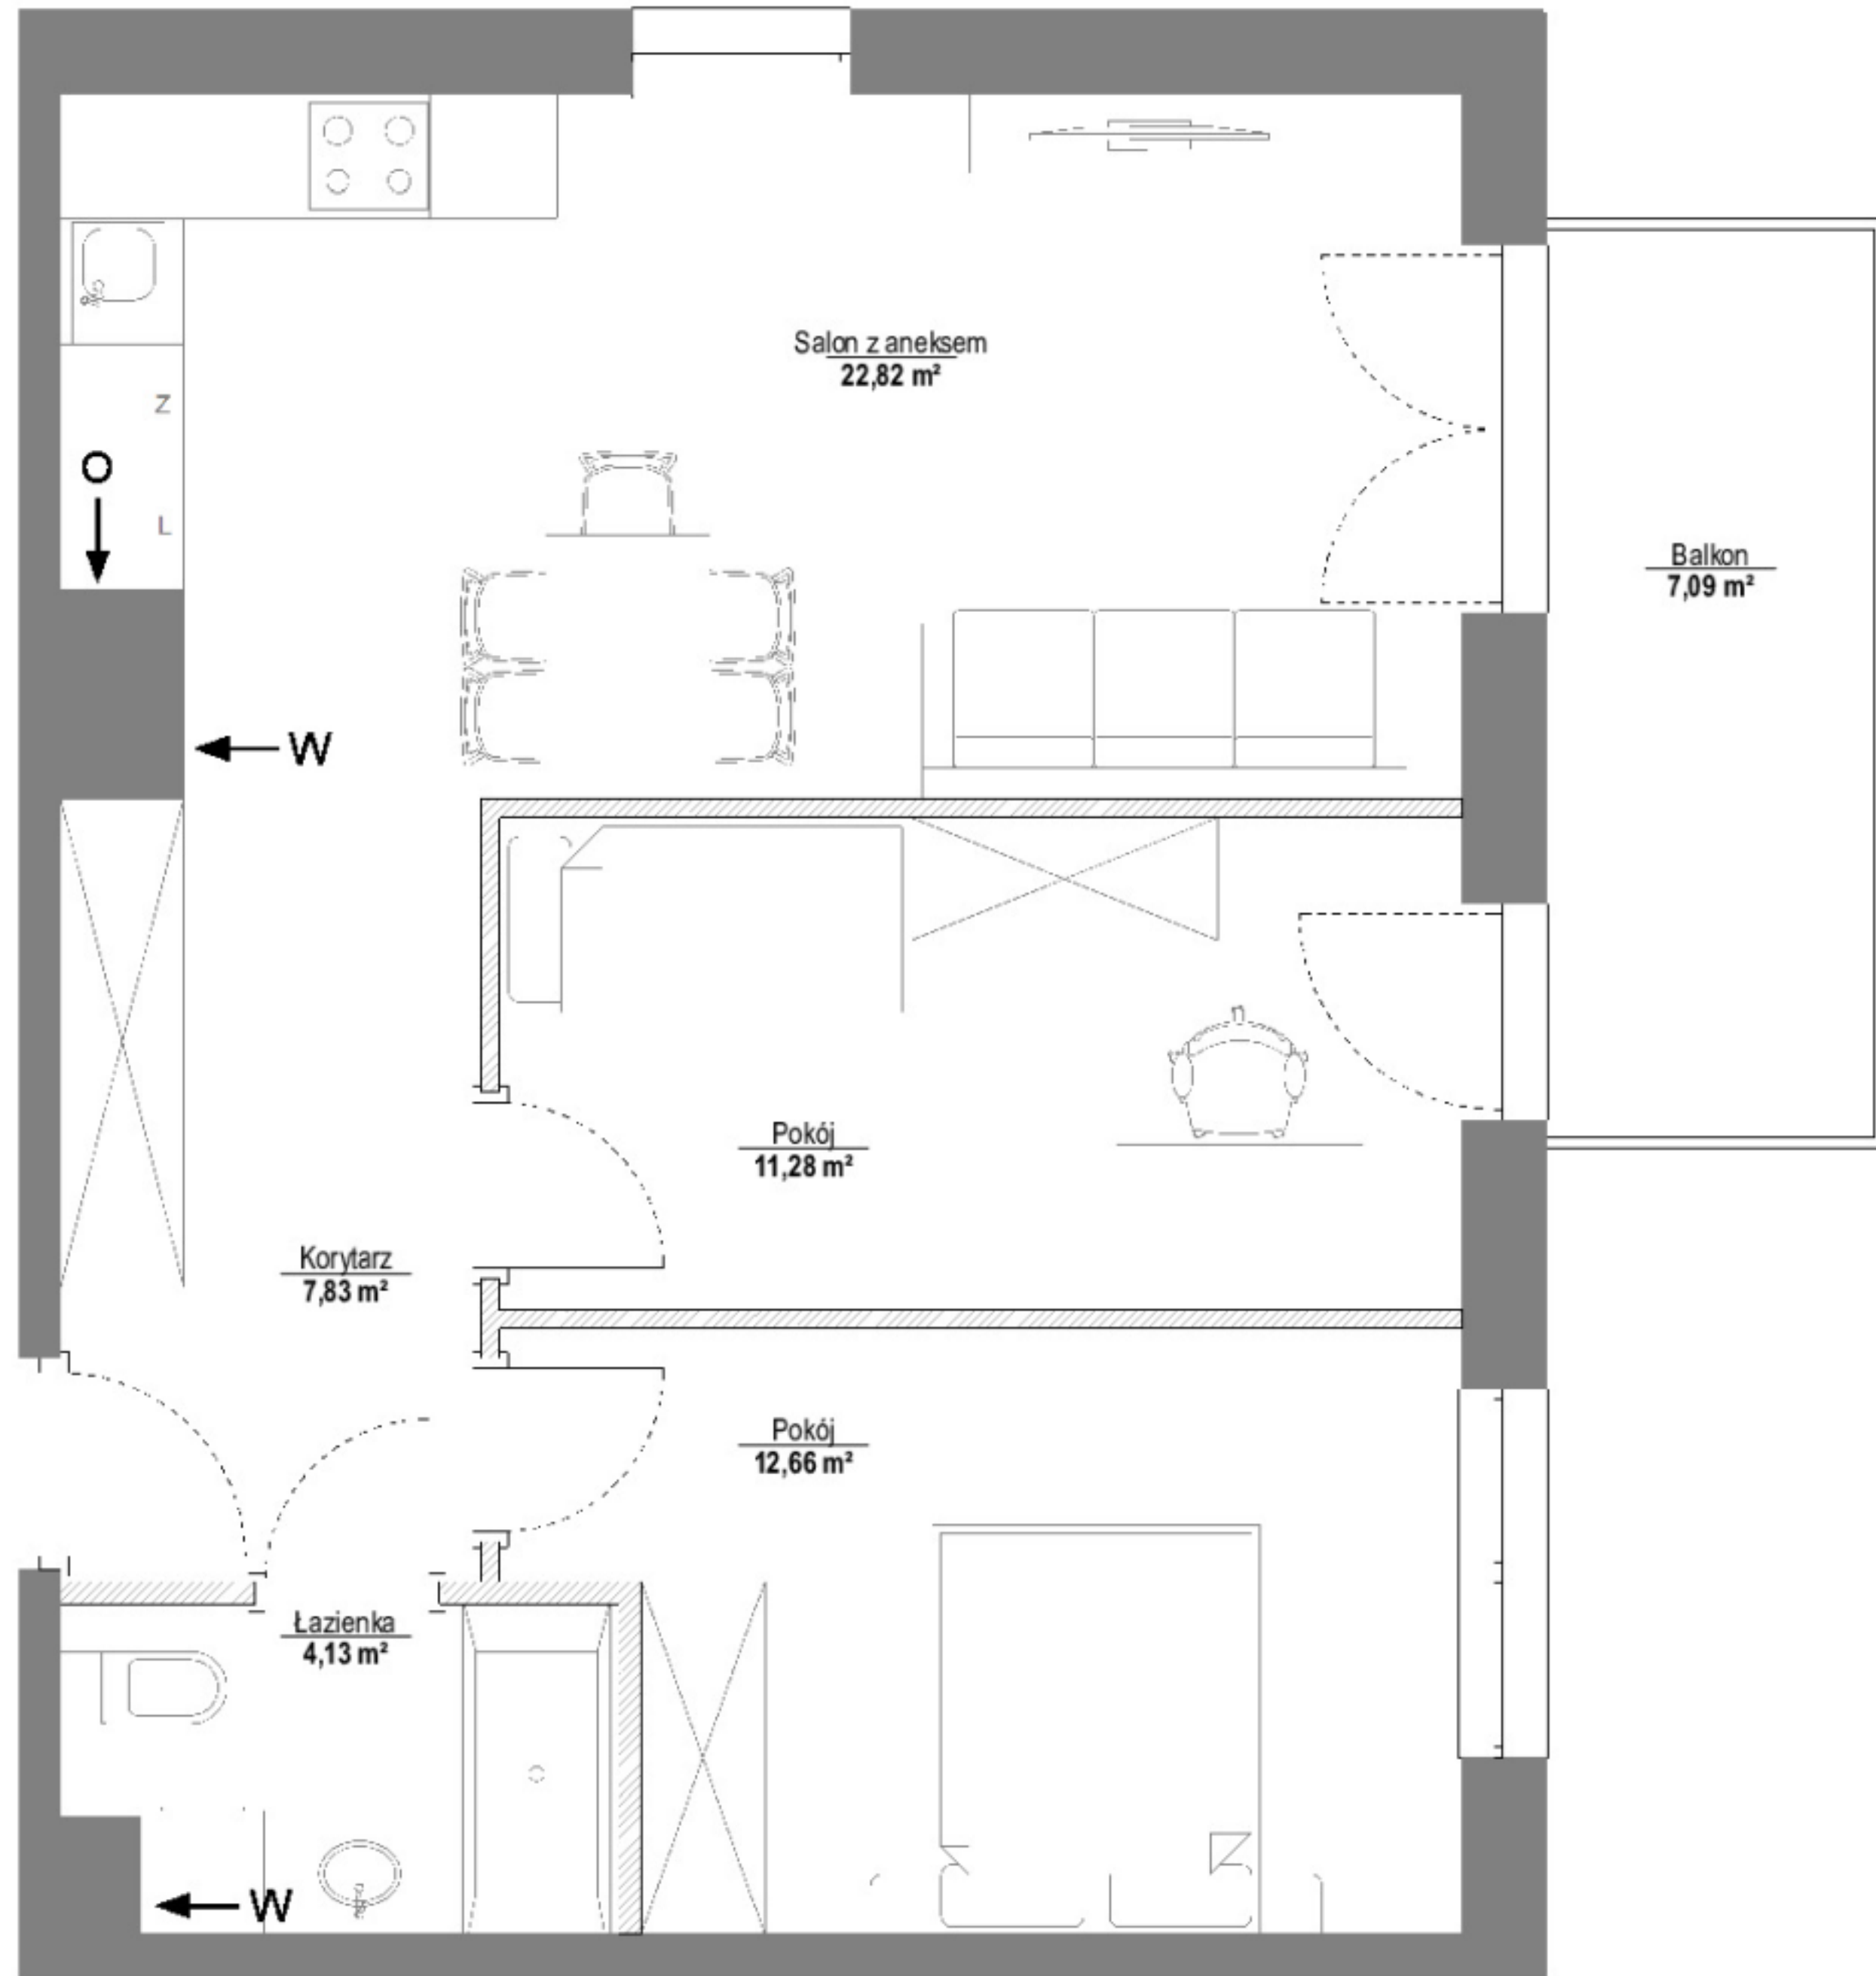 Salon z aneksem
22,82 m²
Z
O
L
Balkon
7,09 m²
W
Pokój
11,28 m²
Korytarz
7,83 m²
Pokój
12,66 m²
Łazienka
4,13 m²
W